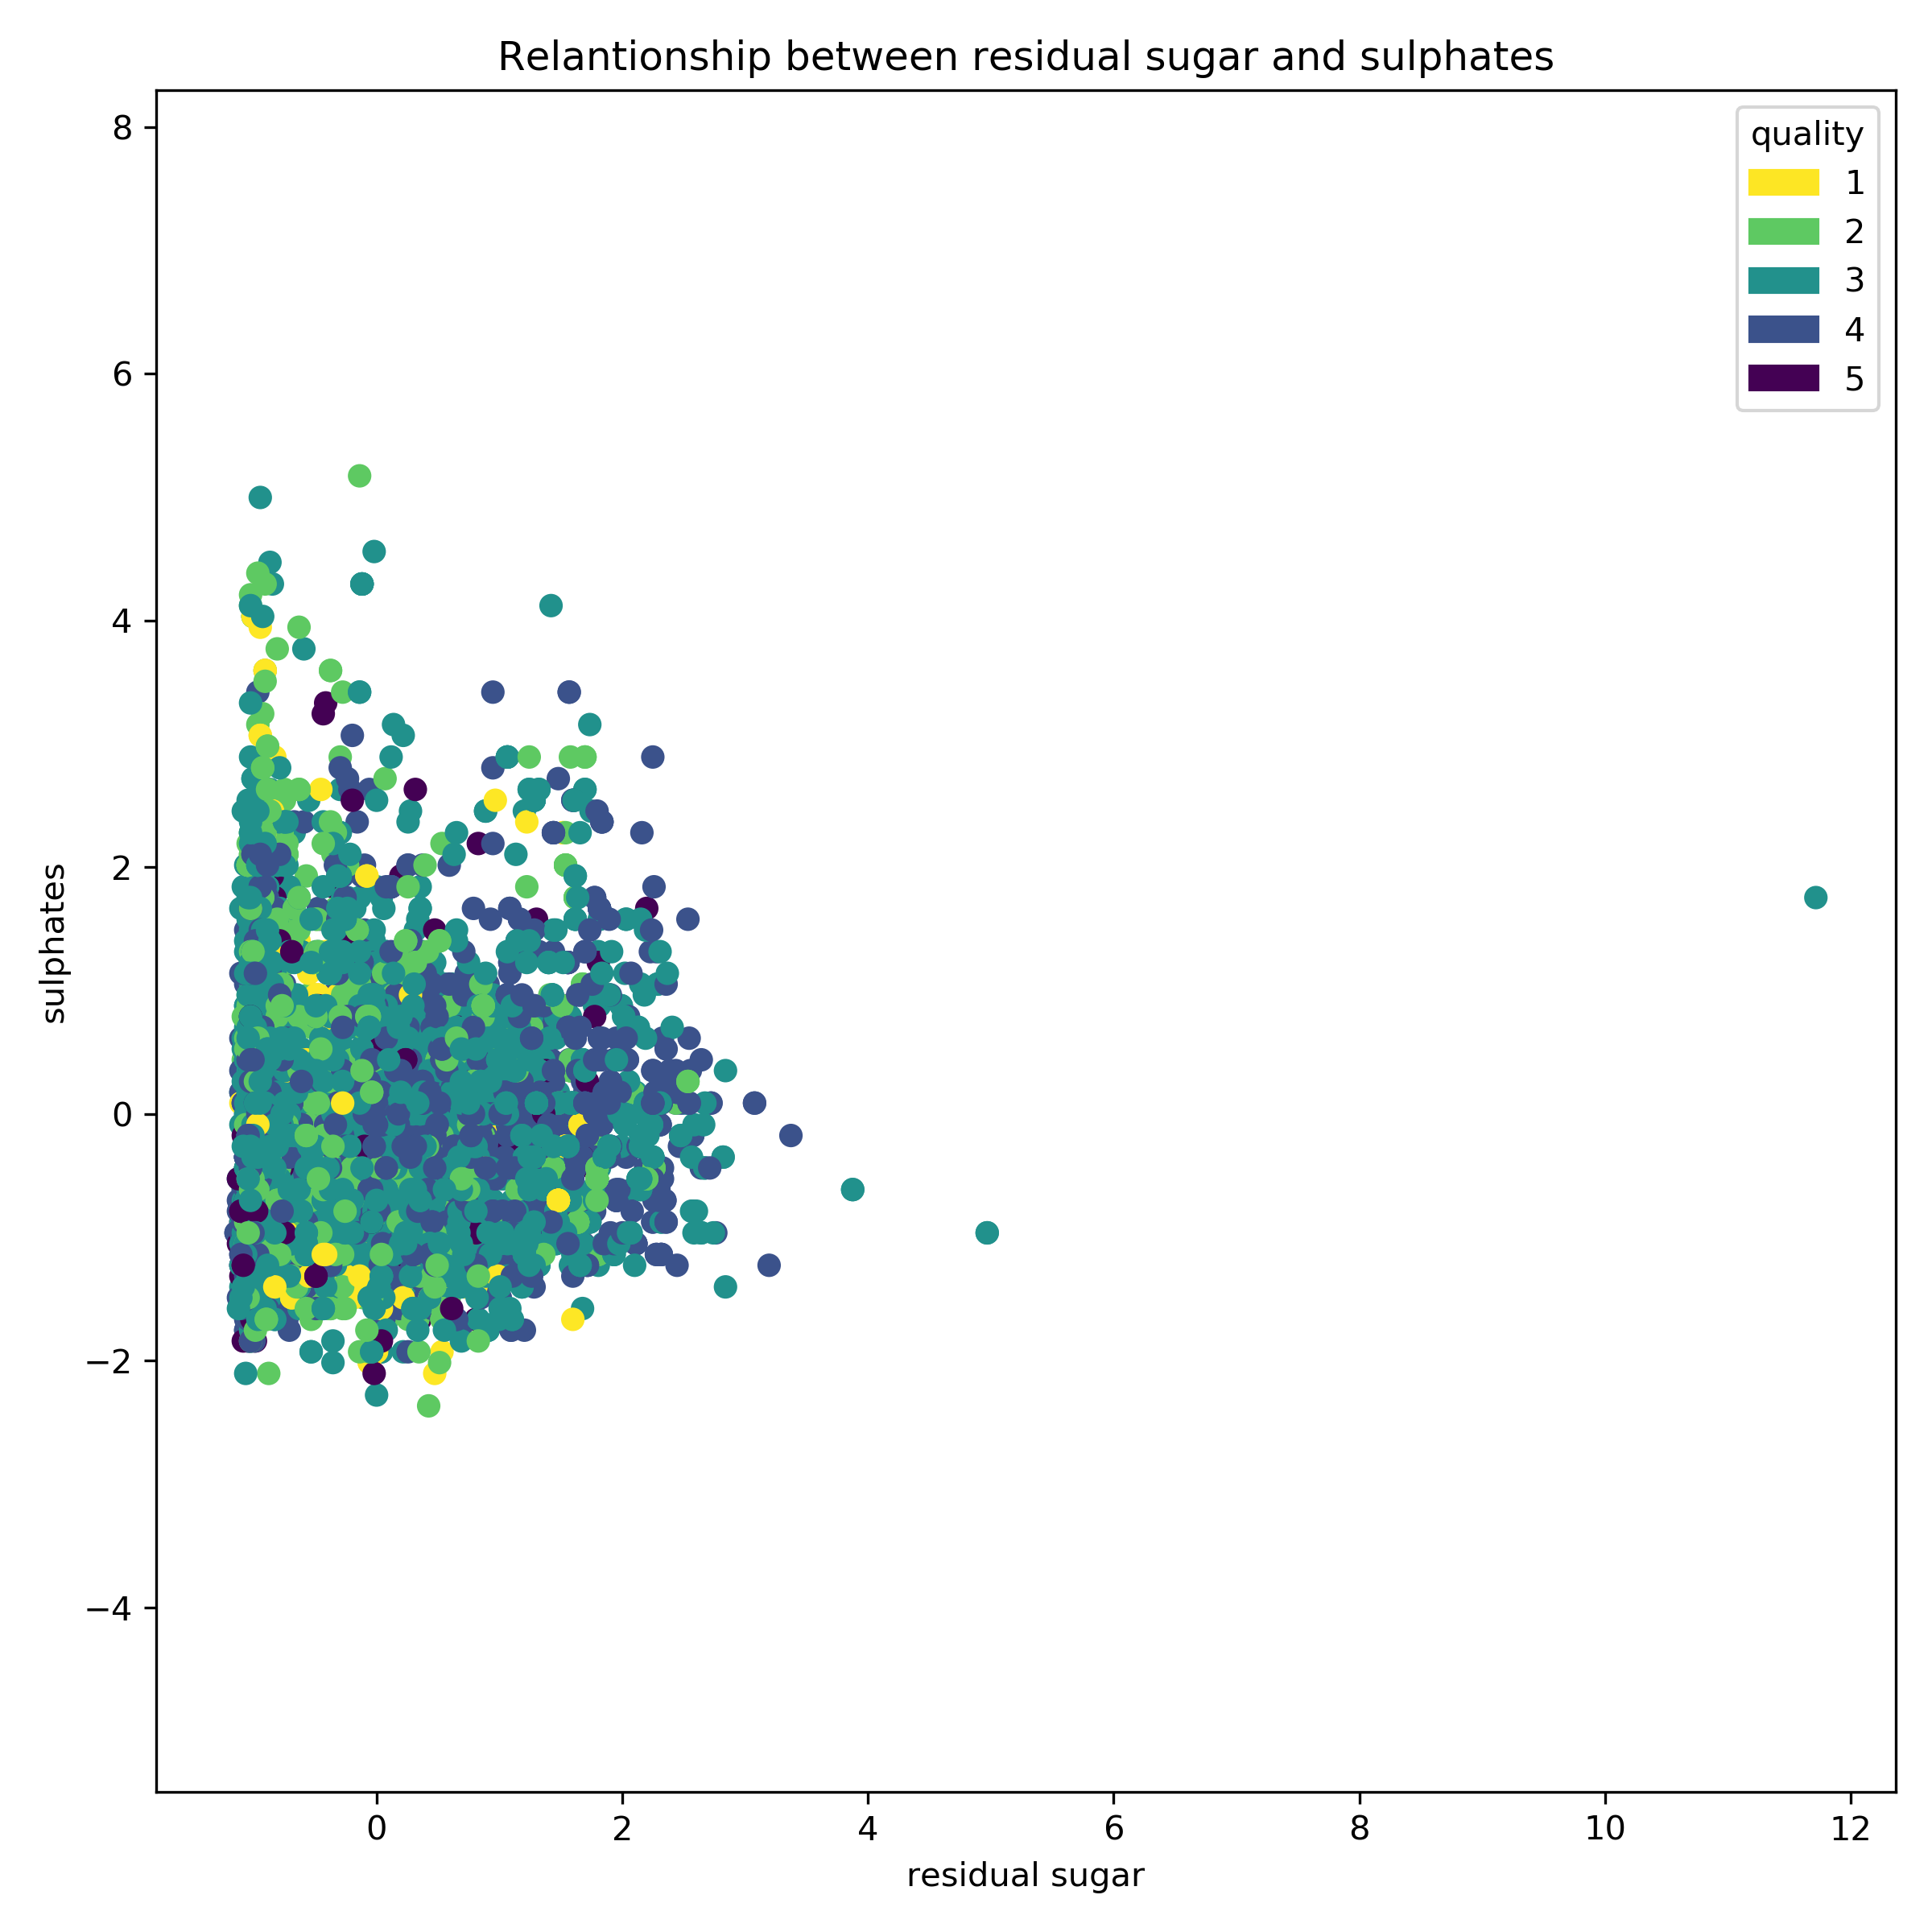 Relantionship between residual sugar and sulphates
quality
1
2
3
4
5
8
6
4
2
0
−2
−4
sulphates
0 2 4 6 8 10 12
residual sugar